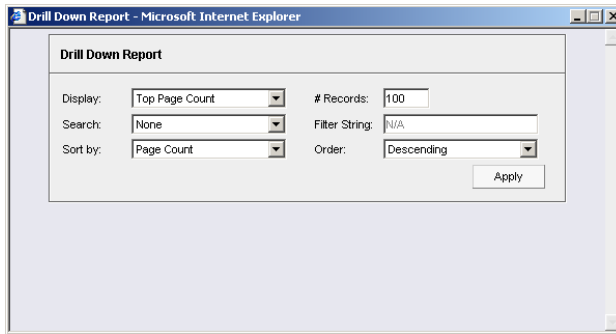 Drill Down Report - Microsoft Internet Explorer
Drill Down Report
Display: Top Page Count # Records: 100
Search: None Filter String: N/A
Sort by: Page Count Order: Descending
Apply